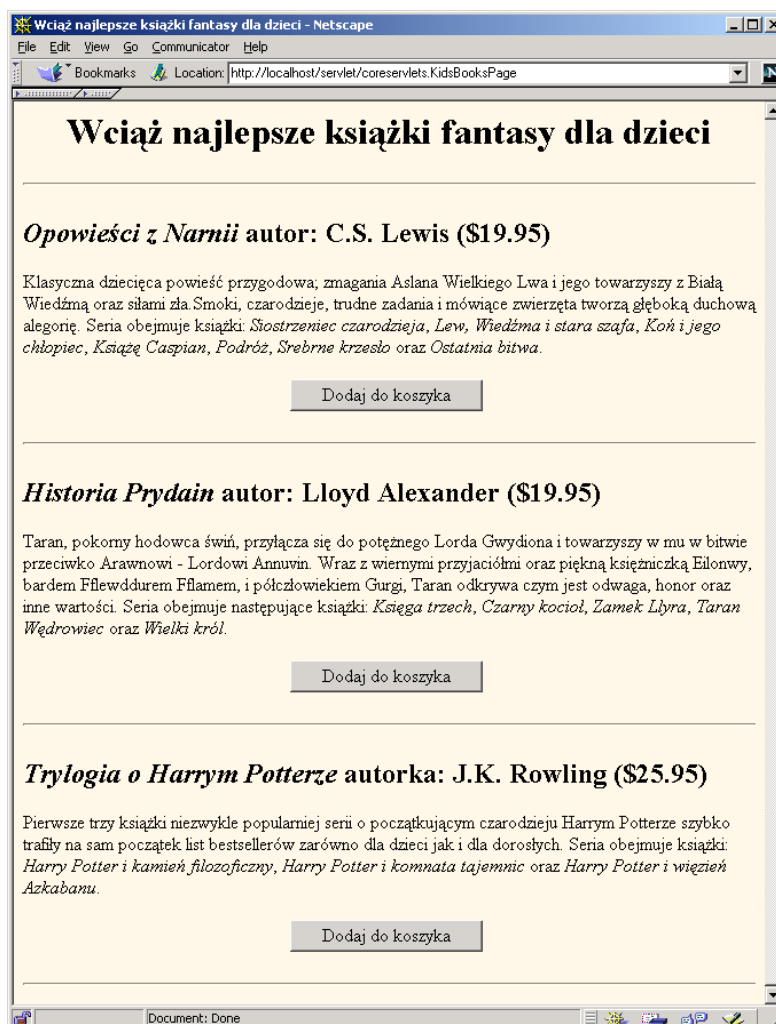 Wciąż najlepsze książki fantasy dla dzieci - Netscape
File Edit View Go Communicator Help
Bookmarks Location: http://localhost/servlet/coreservlets.KidsBooksPage
Wciąż najlepsze książki fantasy dla dzieci
Opowieści z Narnii autor: C.S. Lewis ($19.95)
Klasyczna dziecięca powieść przygodowa; zmagania Aslana Wielkiego Lwa i jego towarzyszy z Białą
Wiedźmą oraz siłami zła.Smoki, czarodzieje, trudne zadania i mówiące zwierzęta tworzą głęboką duchową
alegorię. Seria obejmuje książki: Siostrzeniec czarodzieja, Lew, Wiedźma i stara szafa, Koń i jego
chłopiec, Książę Caspian, Podróż, Srebrne krzesło oraz Ostatnia bitwa.
Dodaj do koszyka
Historia Prydain autor: Lloyd Alexander ($19.95)
Taran, pokorny hodowca świń, przyłącza się do potężnego Lorda Gwydiona i towarzyszy w mu w bitwie
przeciwko Arawnowi - Lordowi Annuvin. Wraz z wiernymi przyjaciółmi oraz piękną księżniczką Eilonwy,
bardem Fflewddurem Fflamem, i półczłowiekiem Gurgi, Taran odkrywa czym jest odwaga, honor oraz
inne wartości. Seria obejmuje następujące książki: Księga trzech, Czarny kocioł, Zamek Llyra, Taran
Wędrowiec oraz Wielki król.
Dodaj do koszyka
Trylogia o Harrym Potterze autorka: J.K. Rowling ($25.95)
Pierwsze trzy książki niezwykle popularniej serii o początkującym czarodzieju Harrym Potterze szybko
trafiły na sam początek list bestsellerów zarówno dla dzieci jak i dla dorosłych. Seria obejmuje książki:
Harry Potter i kamień filozoficzny, Harry Potter i komnata tajemnic oraz Harry Potter i więzień
Azkabanu.
Dodaj do koszyka
Document: Done